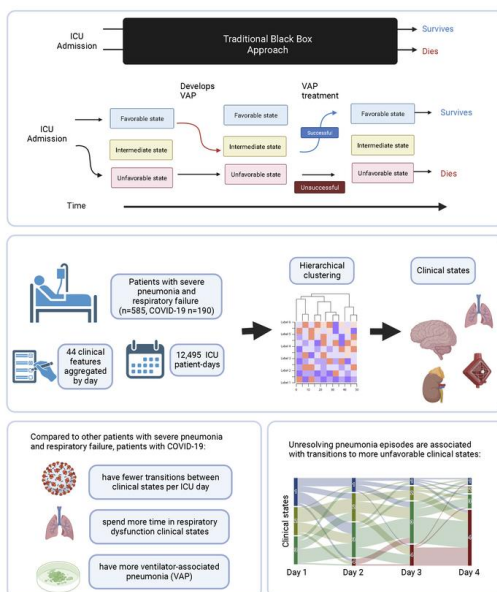 ICU
Admission
Traditional Black Box
Approach
Survives
Dies
Develops
VAP
VAP
treatment
ICU
Admission
Favorable state
Favorable state
Favorable state
Survives
Successful
Intermediate state
Intermediate state
Intermediate state
Unfavorable state
Unfavorable state
Unfavorable state
Dies
Unsuccessful
Time
Patients with severe
pneumonia and
respiratory failure
(n=585, COVID-19 n=190)
44 clinical
features
aggregated
by day
12,495 ICU
patient-days
Hierarchical
clustering
Clinical states
Compared to other patients with severe pneumonia
and respiratory failure, patients with COVID-19:
have fewer transitions between
clinical states per ICU day
spend more time in respiratory
dysfunction clinical states
have more ventilator-associated
pneumonia (VAP)
Unresolving pneumonia episodes are associated
with transitions to more unfavorable clinical states:
Clinical states
Day 1
Day 2
Day 3
Day 4